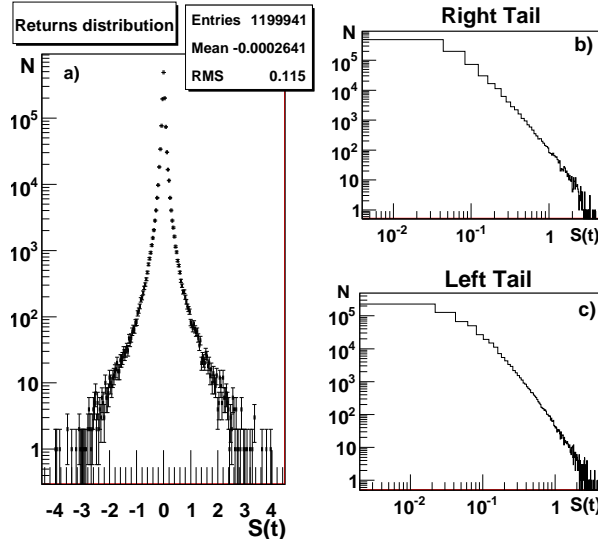 Returns distribution
Entries 1199941
Mean -0.0002641
RMS 0.115
N
a)
10^5
10^4
10^3
10^2
10
1
-4 -3 -2 -1 0 1 2 3 4
S(t)
Right Tail
N
b)
10^5
10^4
10^3
10^2
10
1
10^-2 10^-1 1 S(t)
Left Tail
N
c)
10^5
10^4
10^3
10^2
10
1
10^-2 10^-1 1 S(t)